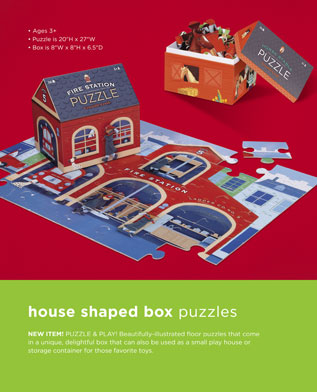 • Ages 3+
• Puzzle is 20"H x 27"W
• Box is 8"W x 8"H x 6.5"D
PUZZLE
FIRE STATION
PUZZLE
5
FIRE STATION
5
house shaped box puzzles
NEW ITEM! PUZZLE & PLAY! Beautifully-illustrated floor puzzles that come
in a unique, delightful box that can also be used as a small play house or
storage container for those favorite toys.